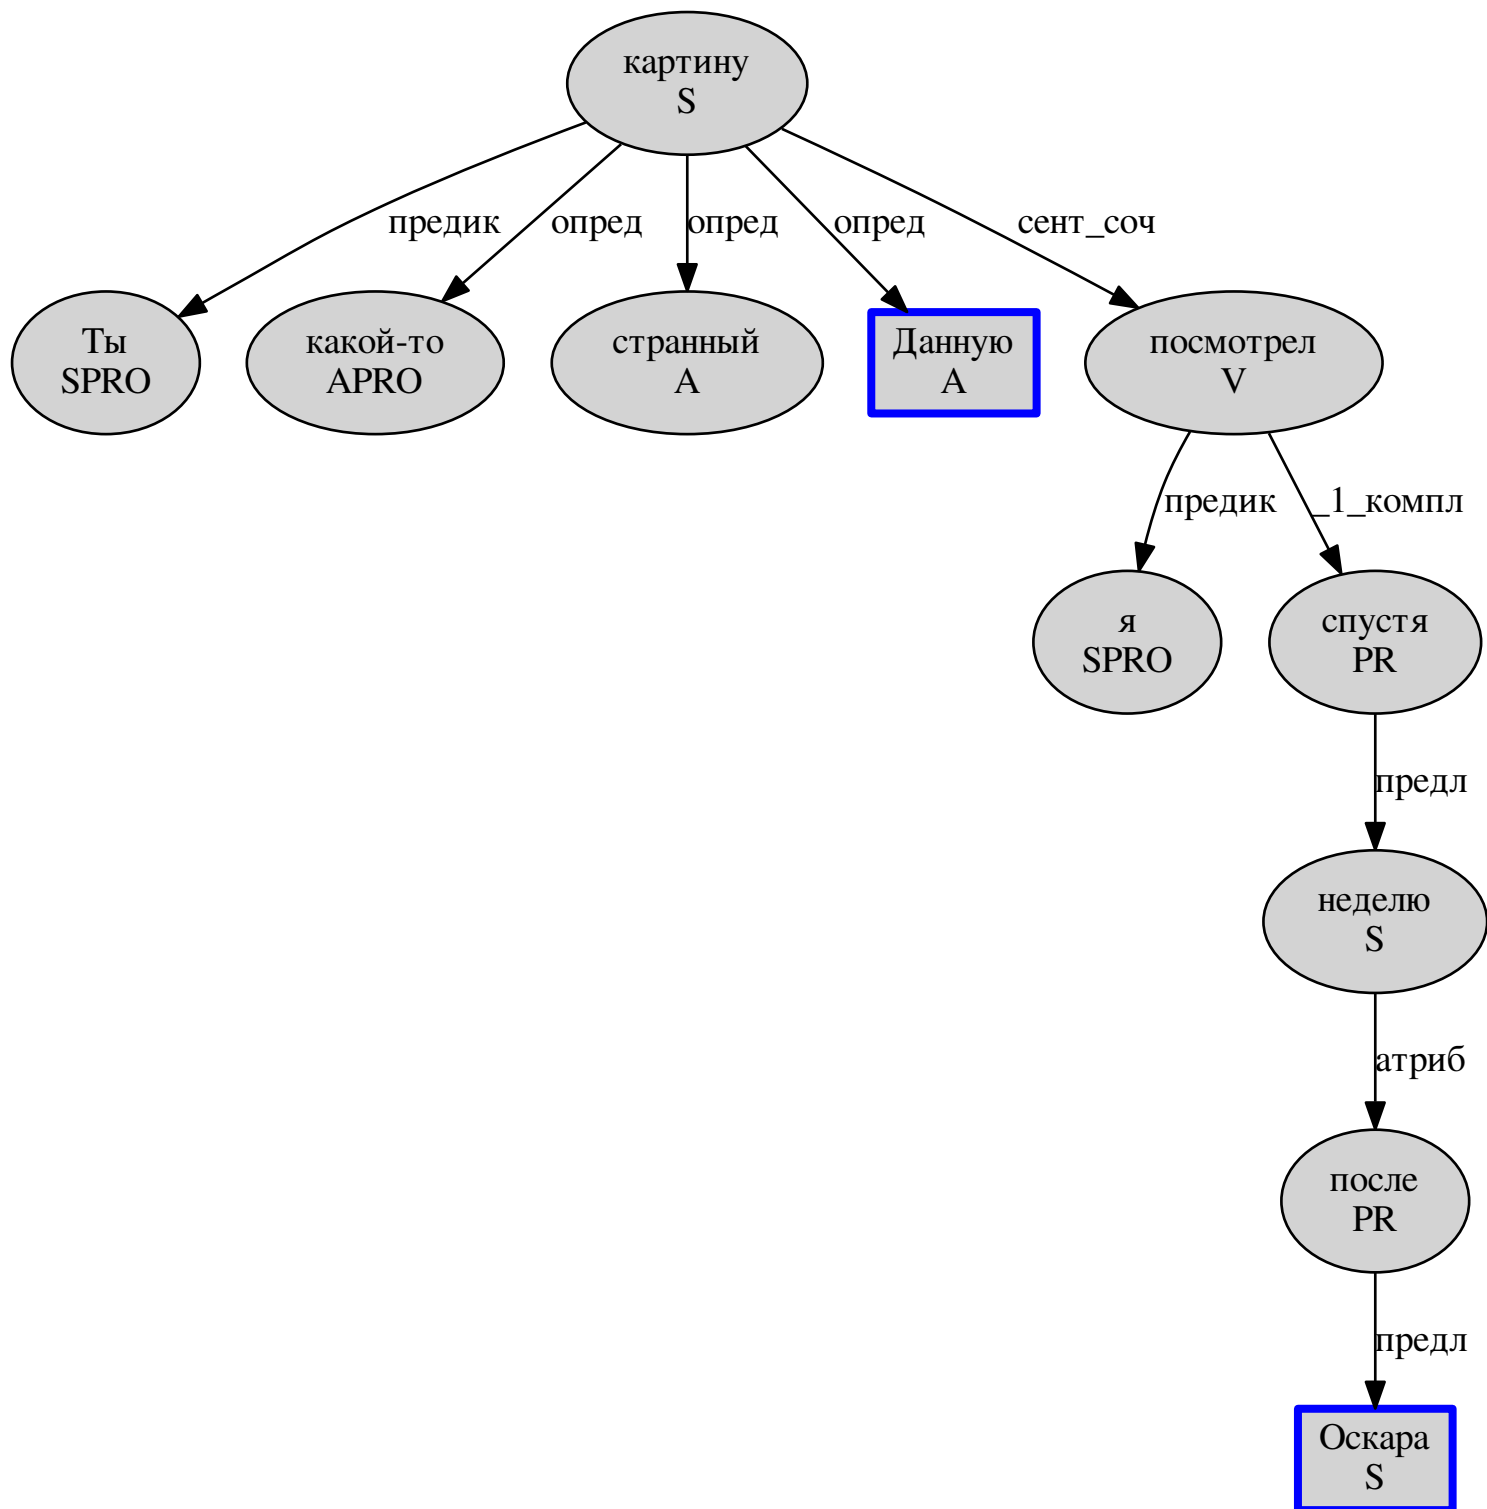 картину
S
предик
опред
опред
опред
сент_соч
Ты
SPRO
какой-то
APRO
странный
A
Данную
A
посмотрел
V
предик
_1_компл
я
SPRO
спустя
PR
предл
неделю
S
атриб
после
PR
предл
Оскара
S